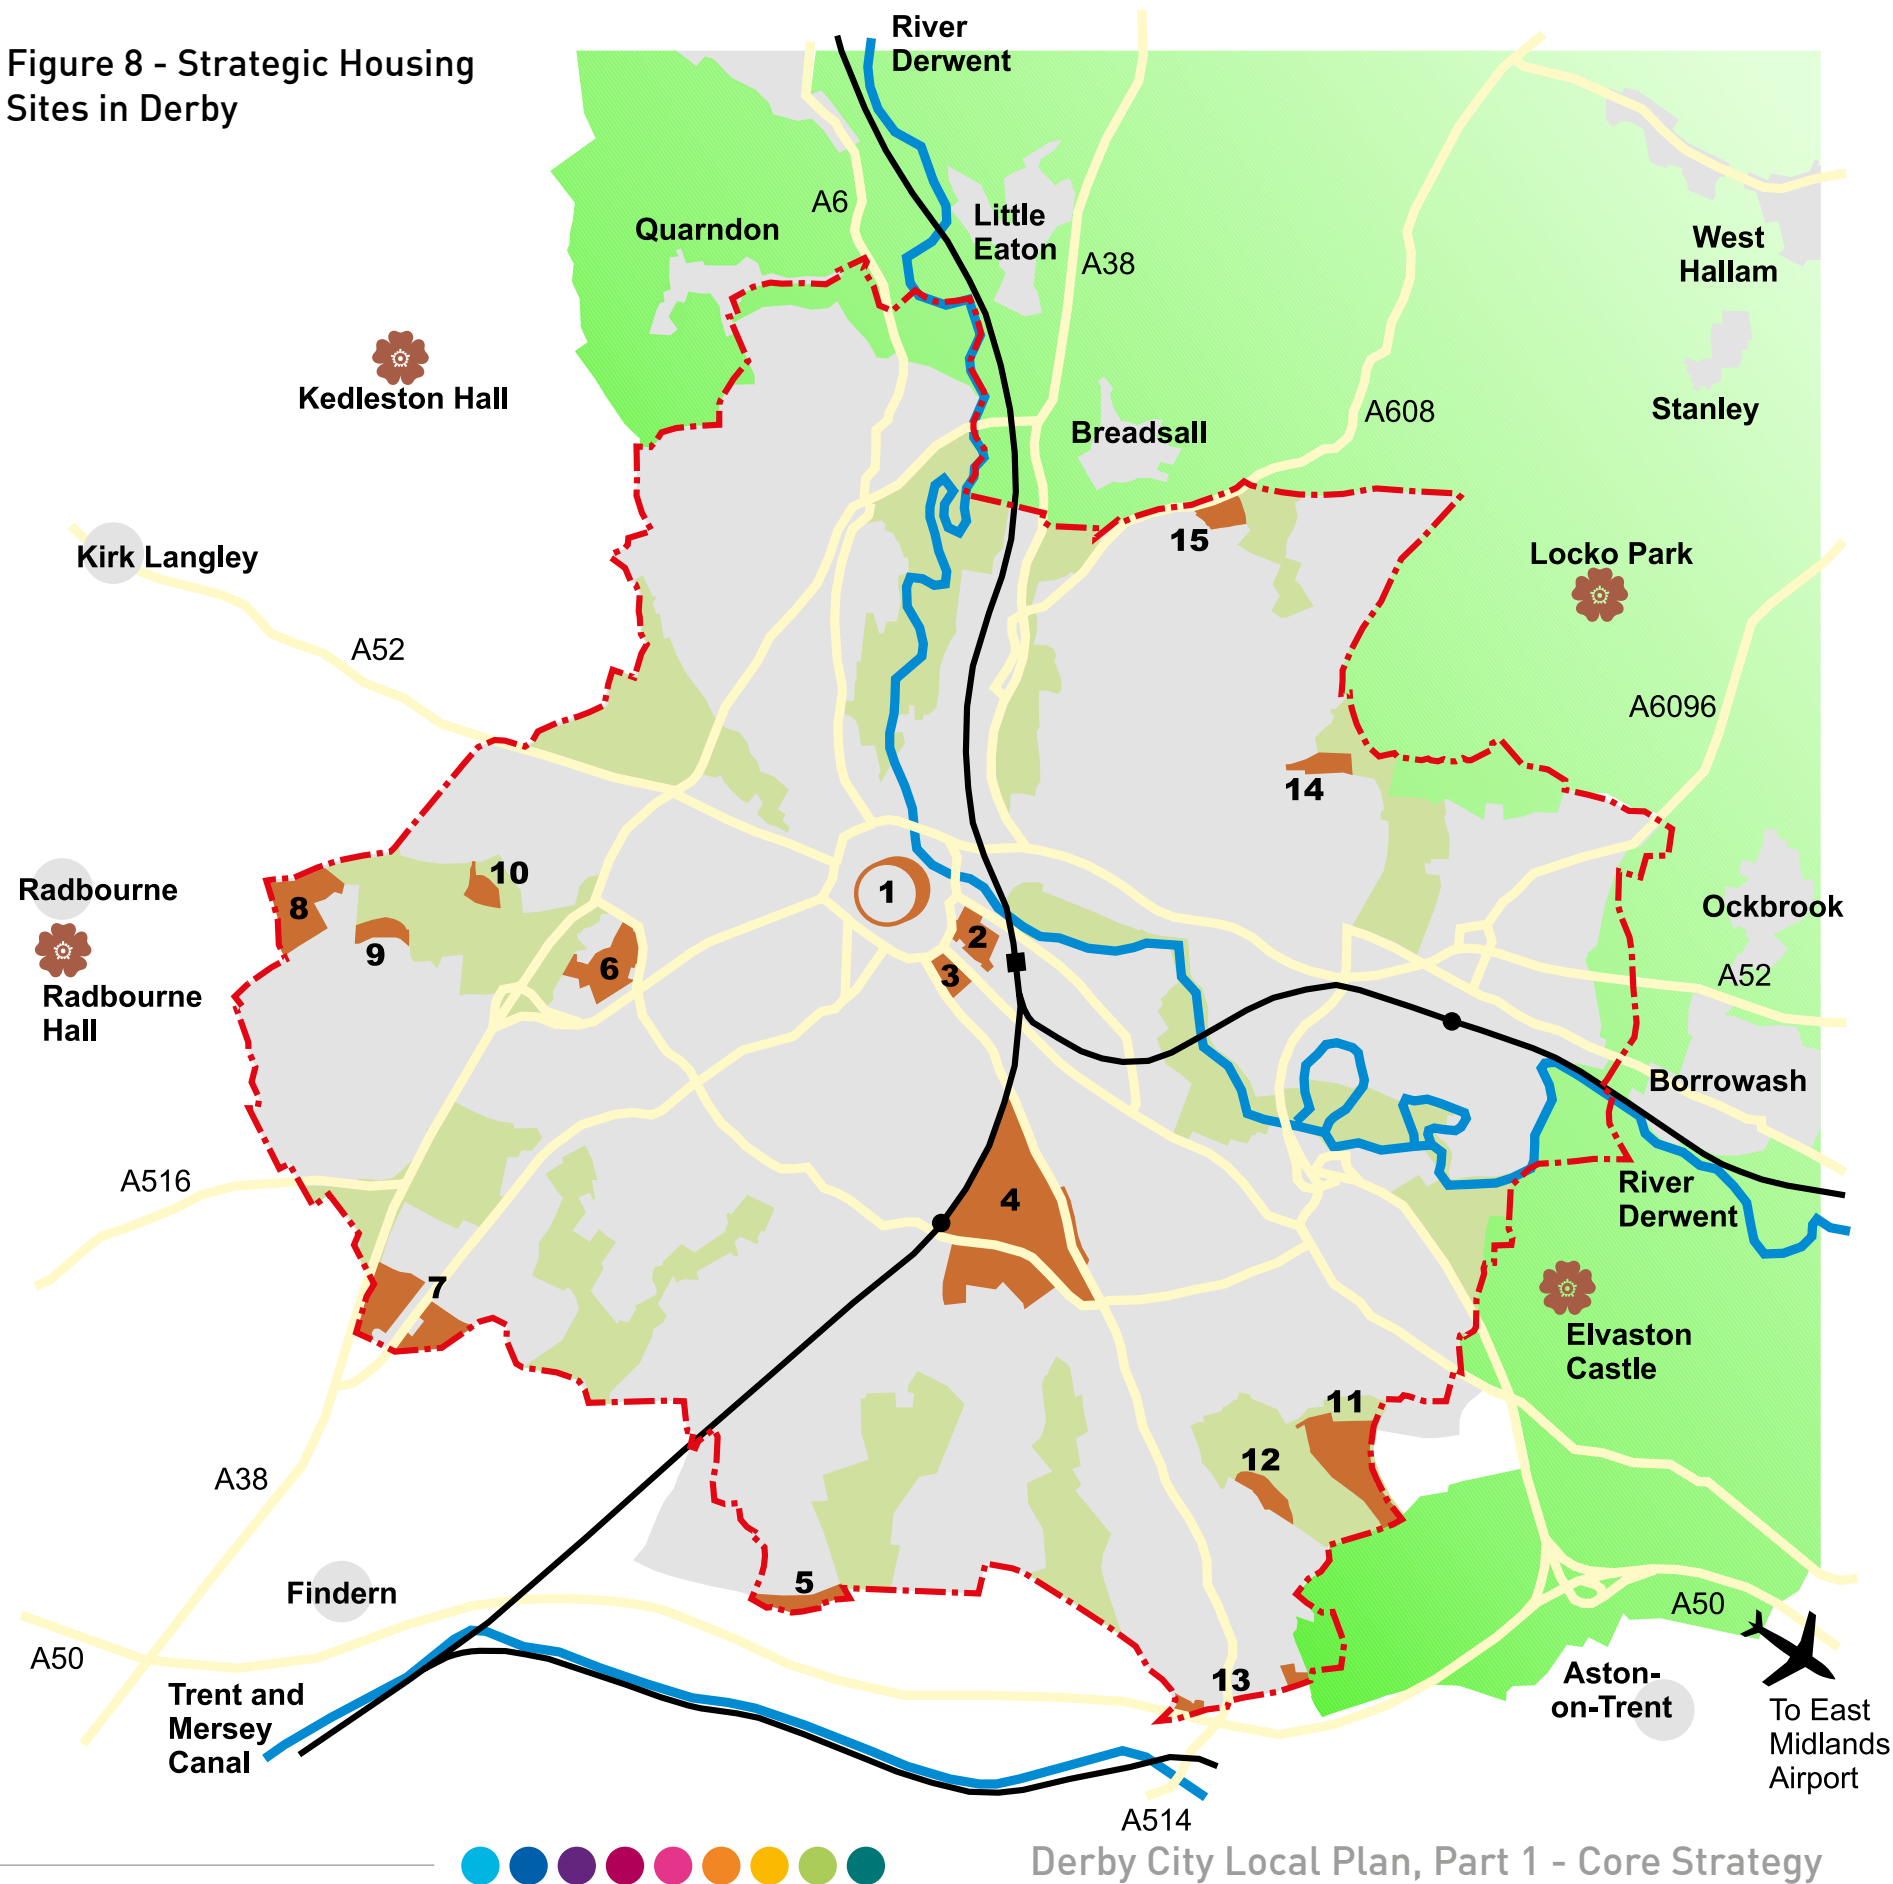 Figure 8 - Strategic Housing
Sites in Derby
River
Derwent
A6
Quarndon
Little
Eaton
A38
West
Hallam
Kedleston Hall
Stanley
A608
Breadsall
15
Locko Park
Kirk Langley
A52
A6096
14
10
Radbourne
8
1
9
6
2
3
Ockbrook
A52
Radbourne
Hall
Borrowash
A516
4
River
Derwent
7
Elvaston
Castle
11
12
A38
5
Findern
A50
A50
13
Trent and
Mersey
Canal
Aston-
on-Trent
To East
Midlands
Airport
A514
Derby City Local Plan, Part 1 - Core Strategy